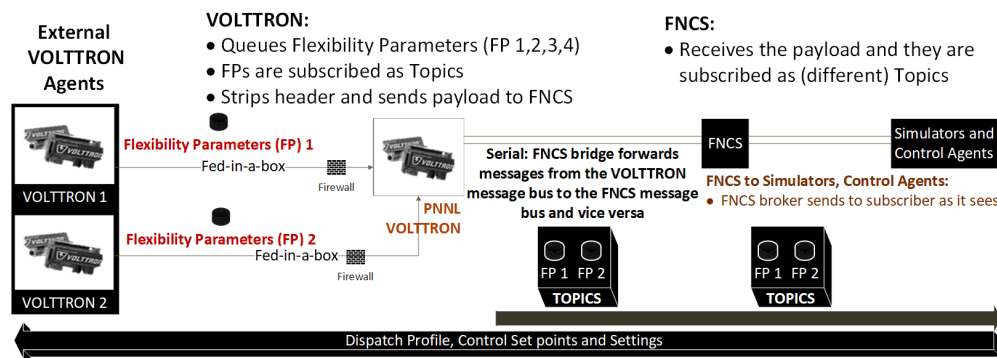 External
VOLTTRON
Agents
VOLTTRON:
• Queues Flexibility Parameters (FP 1,2,3,4)
• FPs are subscribed as Topics
• Strips header and sends payload to FNCS
FNCS:
• Receives the payload and they are
subscribed as (different) Topics
VOLTTRON
VOLTTRON 1
Flexibility Parameters (FP) 1
Fed-in-a-box
Firewall
VOLTTRON
PNNL
VOLTTRON
Serial: FNCS bridge forwards
messages from the VOLTTRON
message bus to the FNCS message
bus and vice versa
FNCS
Simulators and
Control Agents
FNCS to Simulators, Control Agents:
• FNCS broker sends to subscriber as it sees
VOLTTRON
VOLTTRON 2
Flexibility Parameters (FP) 2
Fed-in-a-box
Firewall
FP 1 FP 2
TOPICS
FP 1 FP 2
TOPICS
Dispatch Profile, Control Set points and Settings